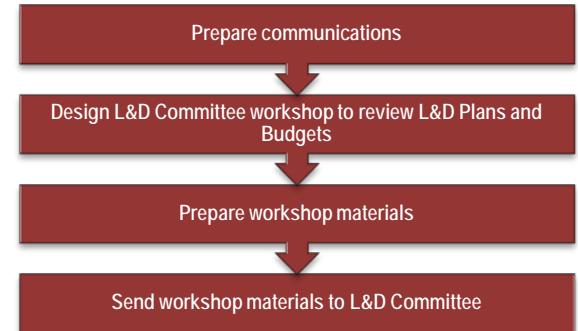 Prepare communications
Design L&D Committee workshop to review L&D Plans and
Budgets
Prepare workshop materials
Send workshop materials to L&D Committee